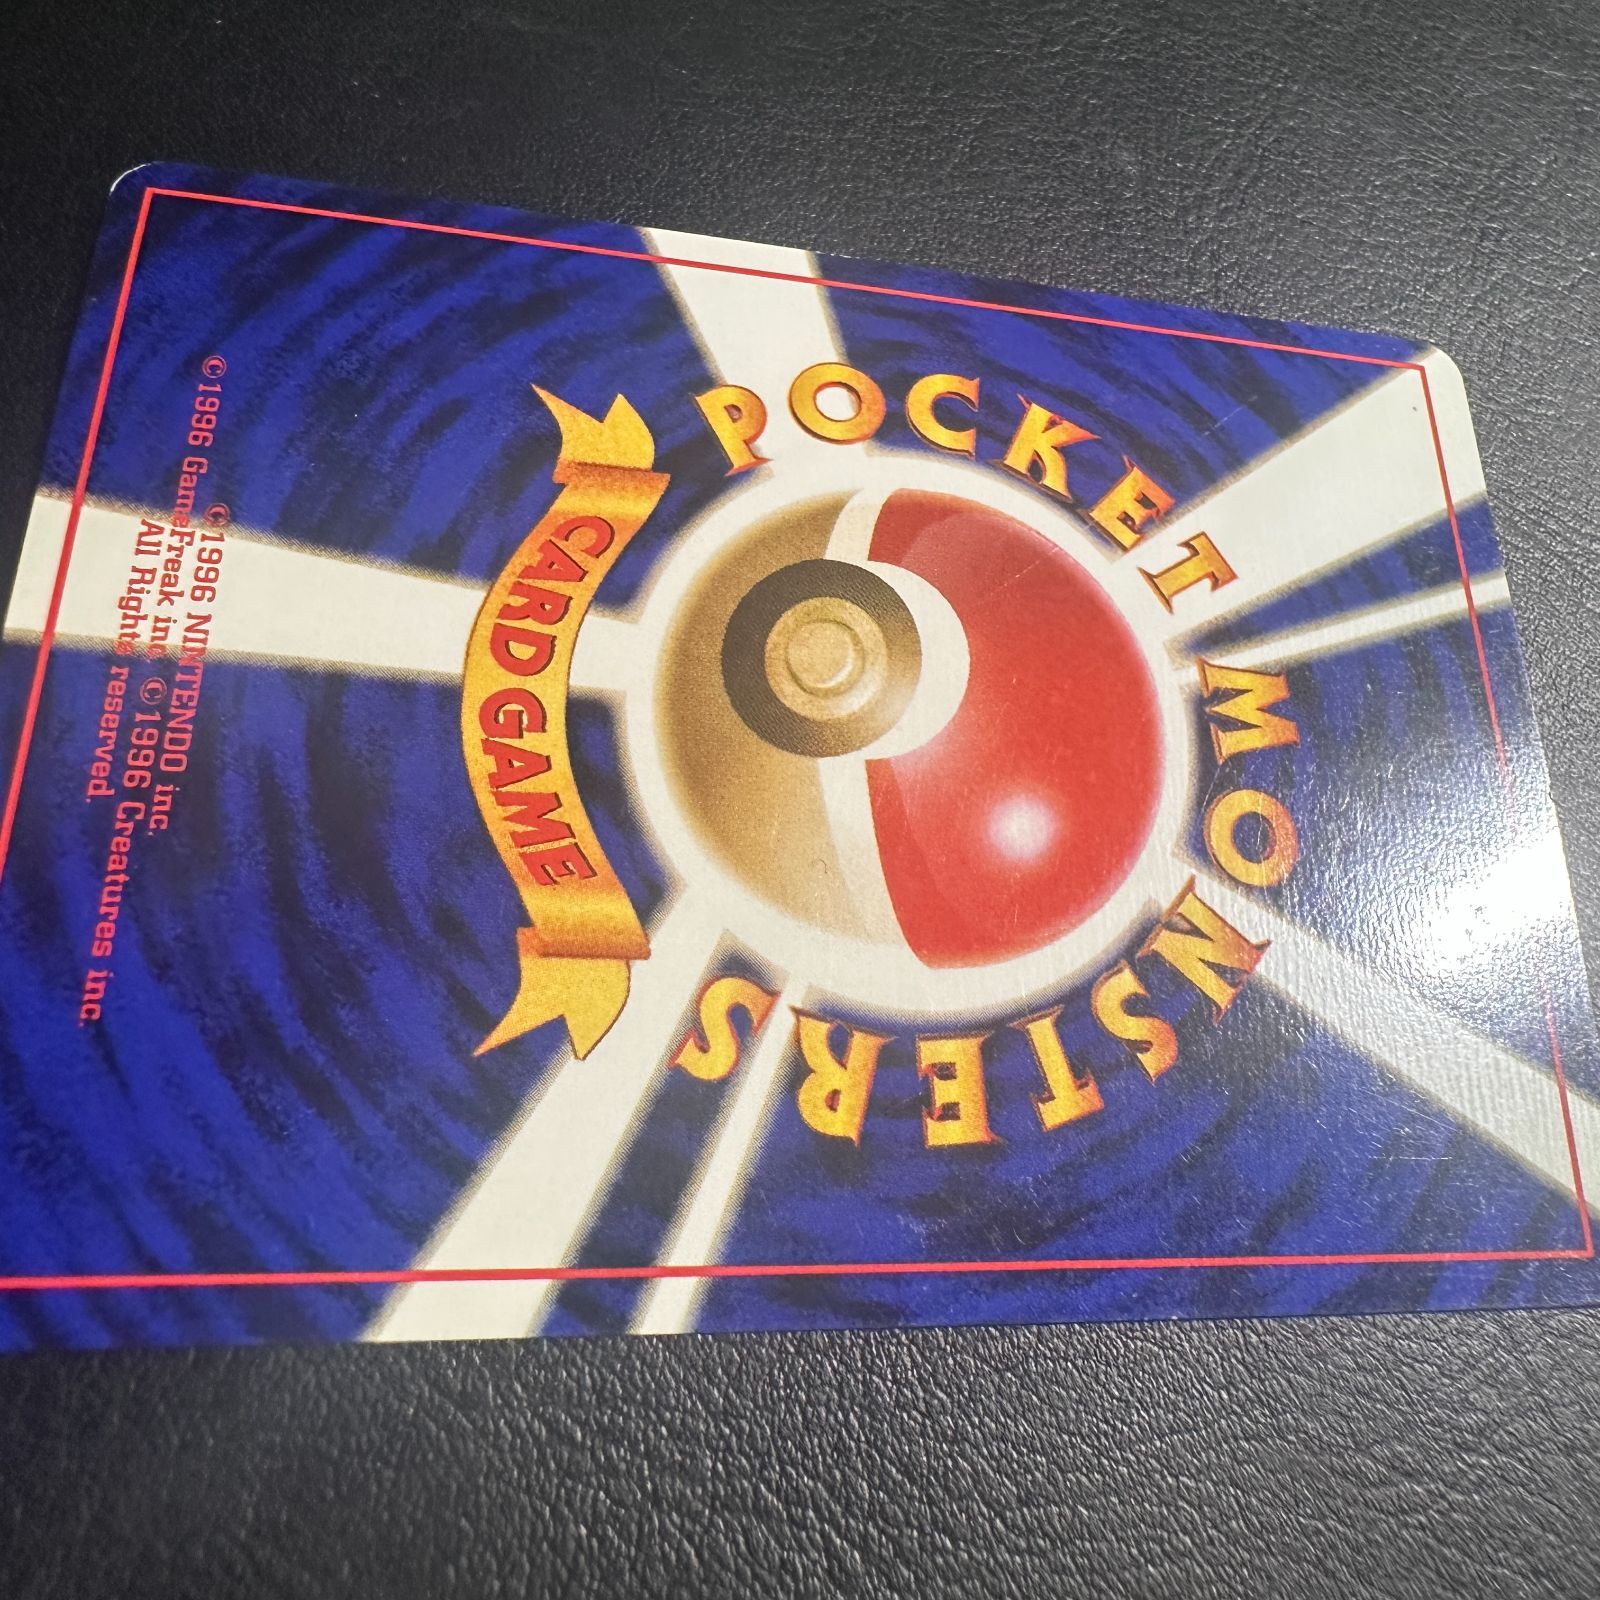 POCKET MONSTERS
CARD GAME
©1996 NINTENDO inc.
©1996 GameFreak inc. ©1996 Creatures inc.
All Rights reserved.